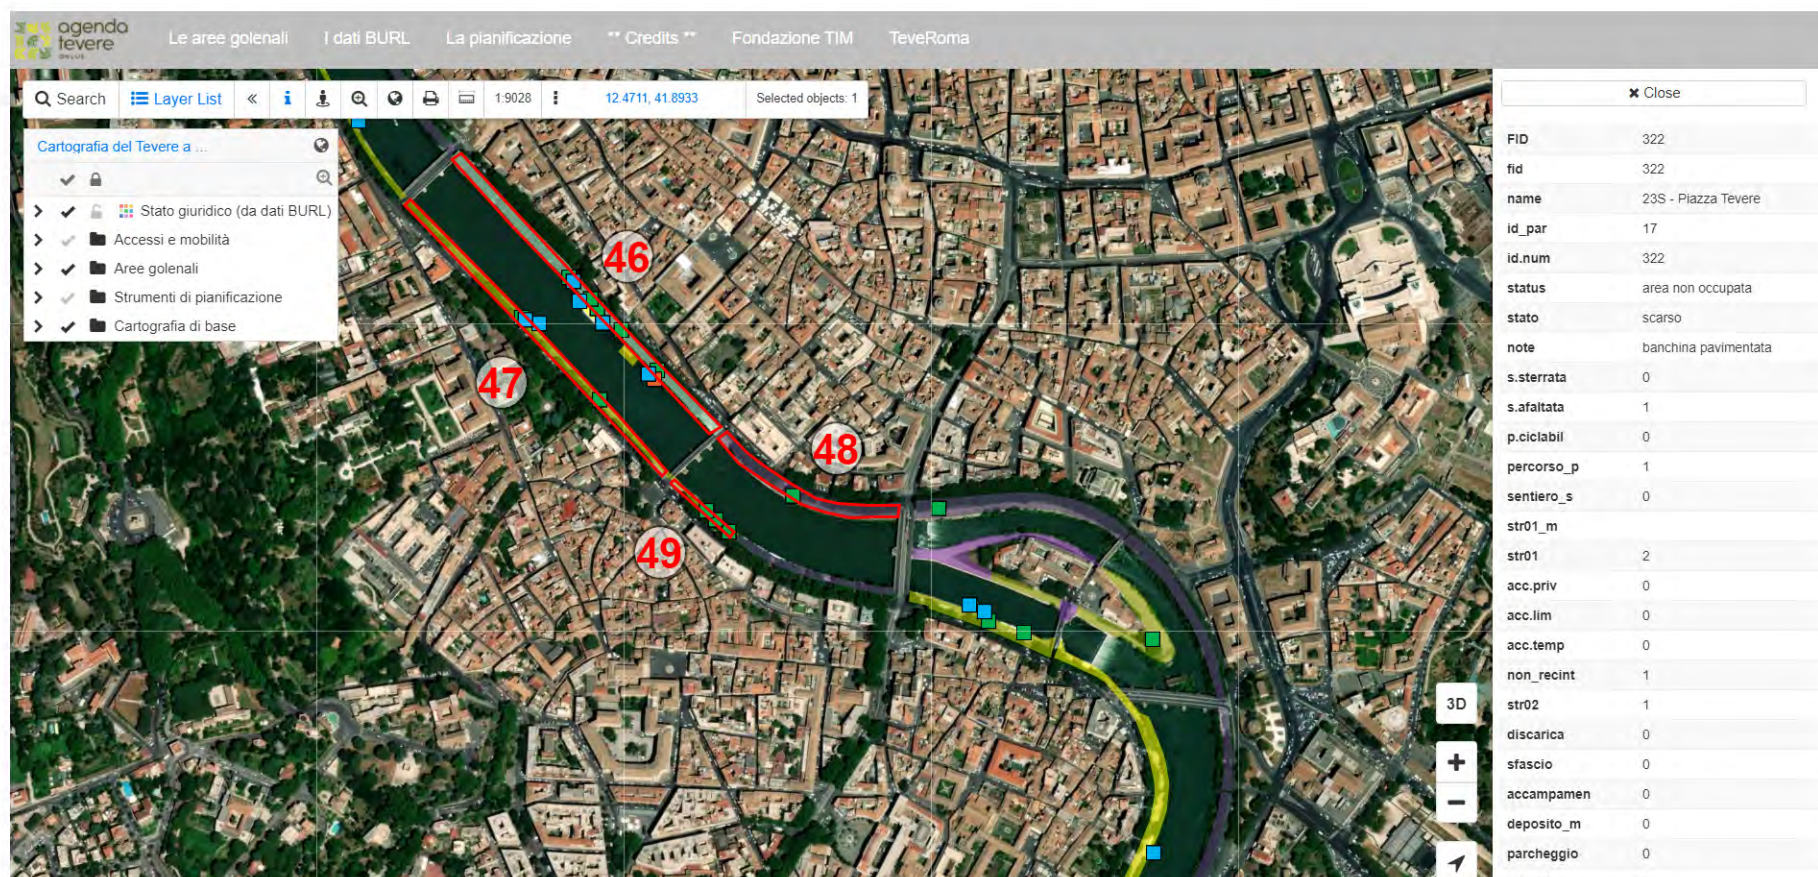 agenda
tevere
ONLUS
Le aree golenali
I dati BURL
La pianificazione
** Credits **
Fondazione TIM
TeveRoma
Search
Layer List
1:9028
12.4711, 41.8933
Selected objects: 1
Cartografia del Tevere a ...
Stato giuridico (da dati BURL)
Accessi e mobilità
Aree golenali
Strumenti di pianificazione
Cartografia di base
46
47
48
49
3D
✖ Close
FID 322
fid 322
name 23S - Piazza Tevere
id_par 17
id.num 322
status area non occupata
stato scarso
note banchina pavimentata
s.sterrata 0
s.afaltata 1
p.ciclabil 0
percorso_p 1
sentiero_s 0
str01_m
str01 2
acc.priv 0
acc.lim 0
acc.temp 0
non_recint 1
str02 1
discarica 0
sfascio 0
accampamen 0
deposito_m 0
parcheggio 0